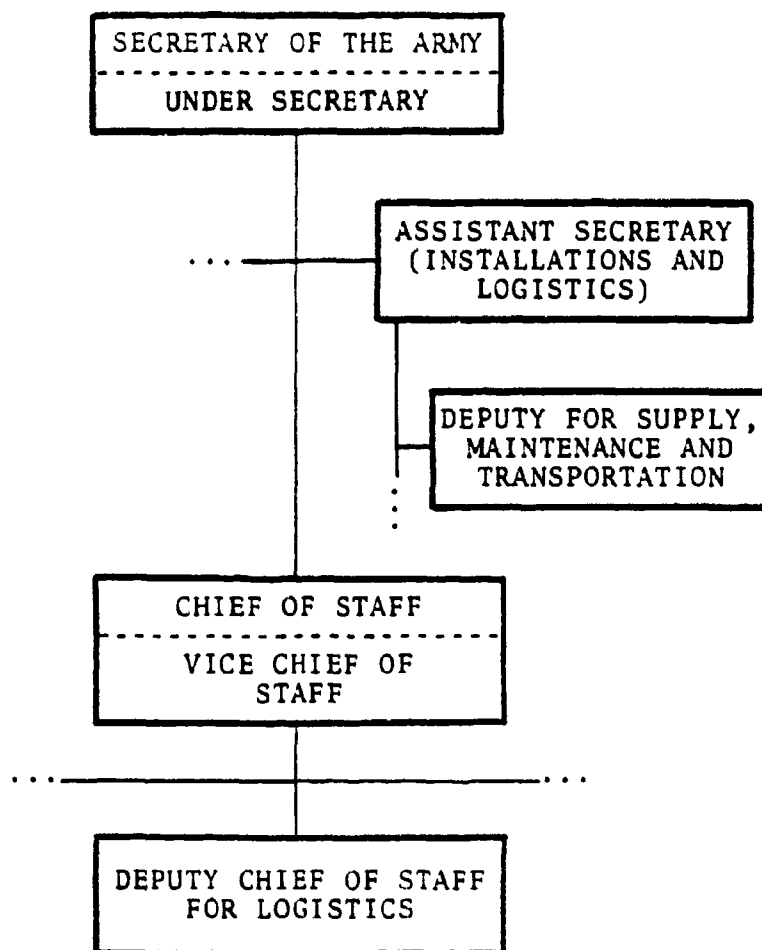 SECRETARY OF THE ARMY
UNDER SECRETARY
ASSISTANT SECRETARY
(INSTALLATIONS AND
LOGISTICS)
DEPUTY FOR SUPPLY,
MAINTENANCE AND
TRANSPORTATION
CHIEF OF STAFF
VICE CHIEF OF
STAFF
DEPUTY CHIEF OF STAFF
FOR LOGISTICS